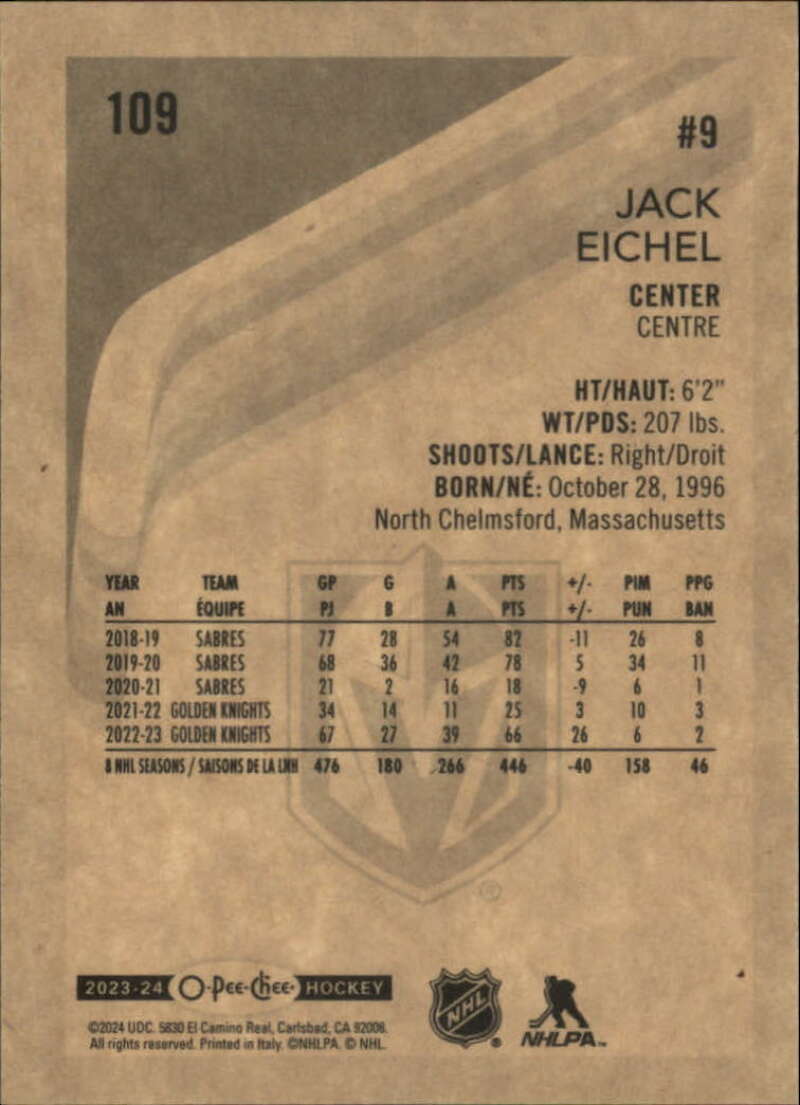 109
#9
JACK
EICHEL
CENTER
CENTRE
HT/HAUT: 6'2"
WT/PDS: 207 lbs.
SHOOTS/LANCE: Right/Droit
BORN/NÉ: October 28, 1996
North Chelmsford, Massachusetts
YEAR TEAM GP G A PTS +/- PIM PPG
AN ÉQUIPE PJ B A PTS +/- PUN BAN
2018-19 SABRES 77 28 54 82 -11 26 8
2019-20 SABRES 68 36 42 78 5 34 11
2020-21 SABRES 21 2 16 18 -9 6 1
2021-22 GOLDEN KNIGHTS 34 14 11 25 3 10 3
2022-23 GOLDEN KNIGHTS 67 27 39 66 26 6 2
8 NHL SEASONS / SAISONS DE LA LNH 476 180 266 446 -40 158 46
2023-24 O-Pee-Chee HOCKEY
©2024 UDC. 5830 El Camino Real, Carlsbad, CA 92008.
All rights reserved. Printed in Italy. ©NHLPA. © NHL.
NHL
NHLPA